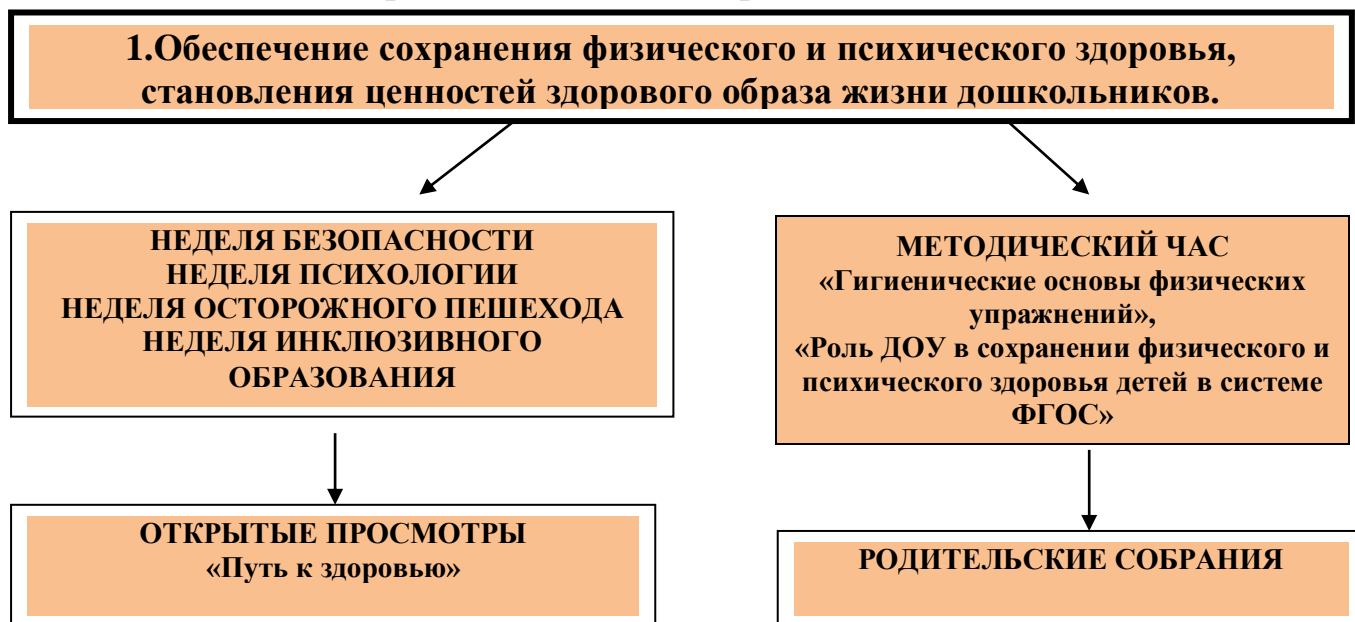 1.Обеспечение сохранения физического и психического здоровья,
становления ценностей здорового образа жизни дошкольников.
НЕДЕЛЯ БЕЗОПАСНОСТИ
НЕДЕЛЯ ПСИХОЛОГИИ
НЕДЕЛЯ ОСТОРОЖНОГО ПЕШЕХОДА
НЕДЕЛЯ ИНКЛЮЗИВНОГО
ОБРАЗОВАНИЯ
МЕТОДИЧЕСКИЙ ЧАС
«Гигиенические основы физических
упражнений»,
«Роль ДОУ в сохранении физического и
психического здоровья детей в системе
ФГОС»
ОТКРЫТЫЕ ПРОСМОТРЫ
«Путь к здоровью»
РОДИТЕЛЬСКИЕ СОБРАНИЯ